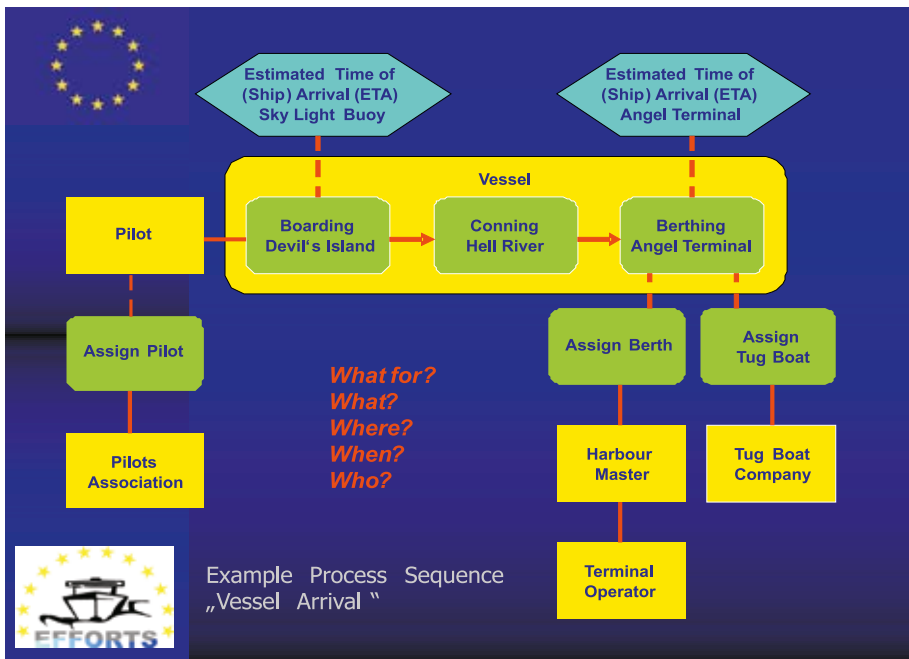 Estimated Time of
(Ship) Arrival (ETA)
Sky Light Buoy
Estimated Time of
(Ship) Arrival (ETA)
Angel Terminal
Vessel
Pilot
Boarding
Devil's Island
Conning
Hell River
Berthing
Angel Terminal
Assign Pilot
Assign Berth
Assign
Tug Boat
What for?
What?
Where?
When?
Who?
Pilots
Association
Harbour
Master
Tug Boat
Company
Terminal
Operator
Example Process Sequence
„Vessel Arrival “
EFFORTS